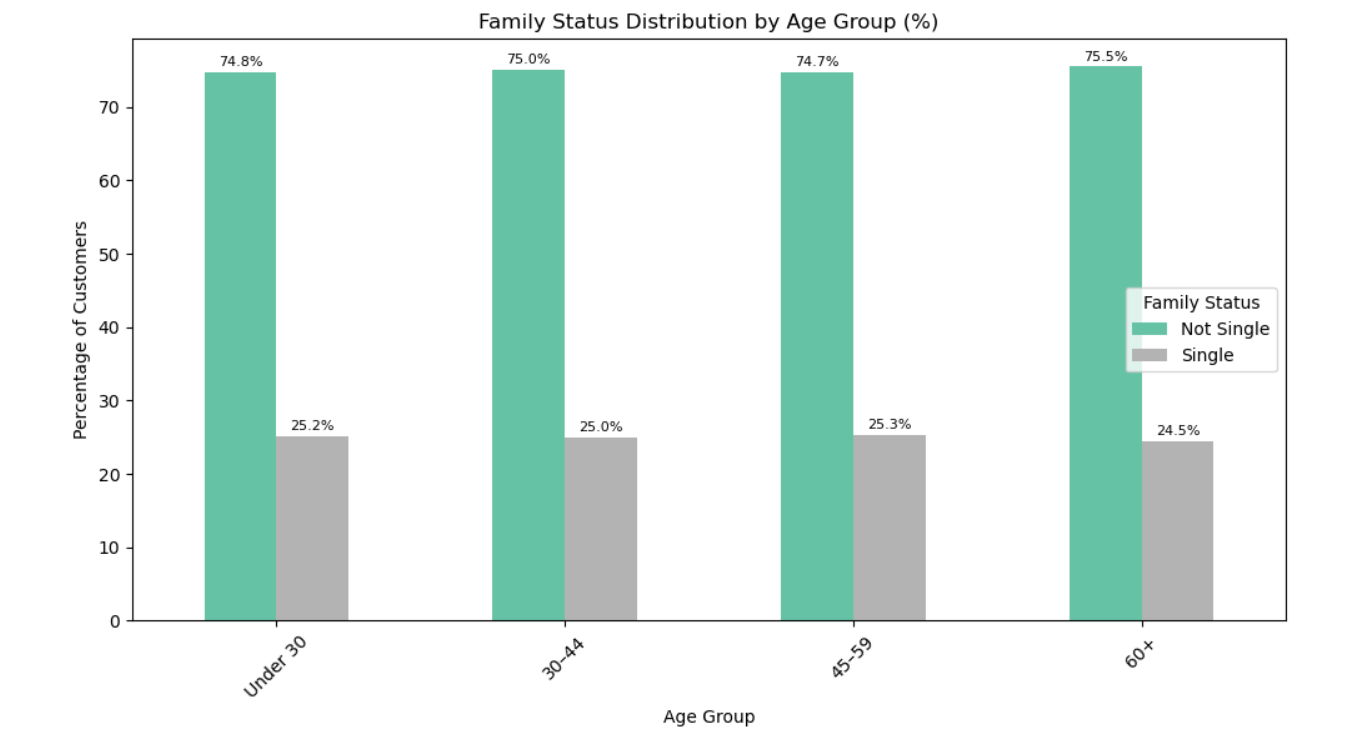 Family Status Distribution by Age Group (%)
74.8%
75.0%
74.7%
75.5%
25.2%
25.0%
25.3%
24.5%
Percentage of Customers
70
60
50
40
30
20
10
0
Family Status
Not Single
Single
Under 30
30–44
45–59
60+
Age Group